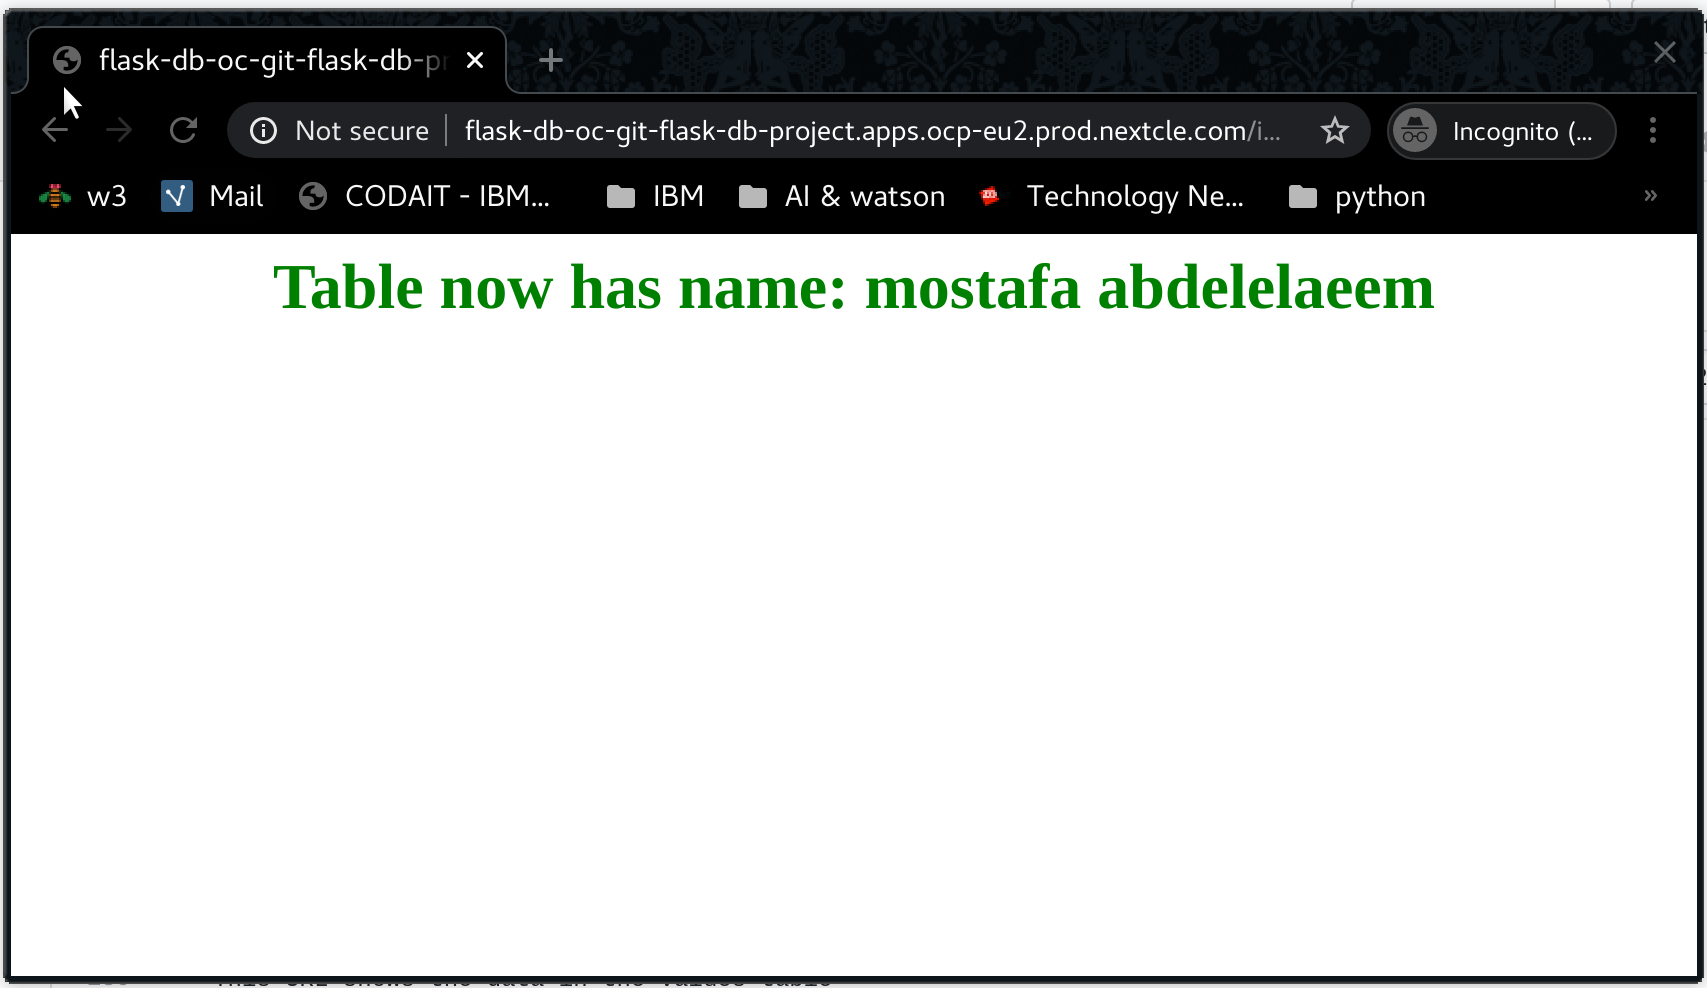 flask-db-oc-git-flask-db-pr
Not secure flask-db-oc-git-flask-db-project.apps.ocp-eu2.prod.nextcle.com/i... Incognito (...
w3 Mail CODAIT - IBM... IBM AI & watson Technology Ne... python »
Table now has name: mostafa abdelelaeem